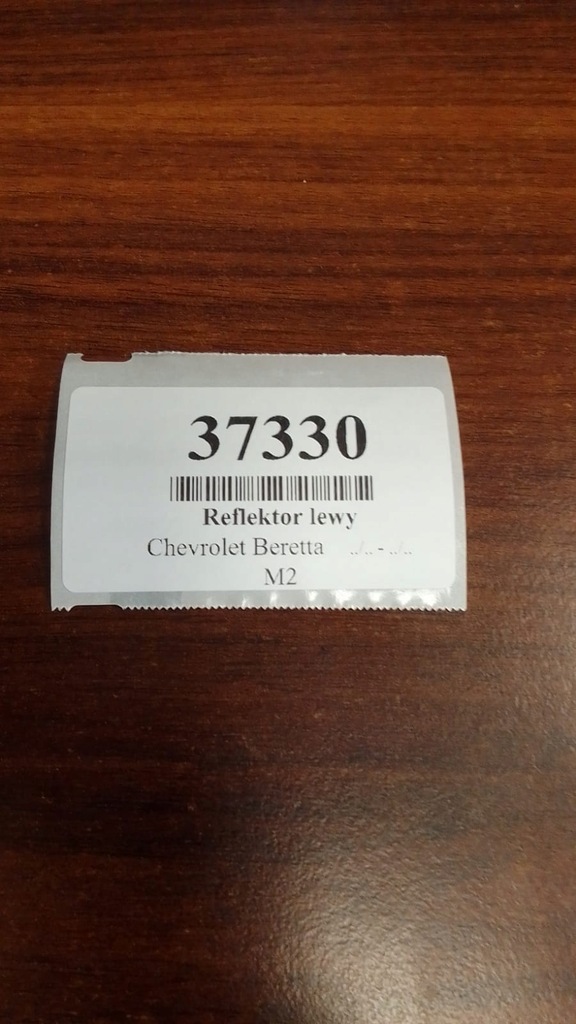 37330
Reflektor lewy
Chevrolet Beretta ../.. - ../..
M2